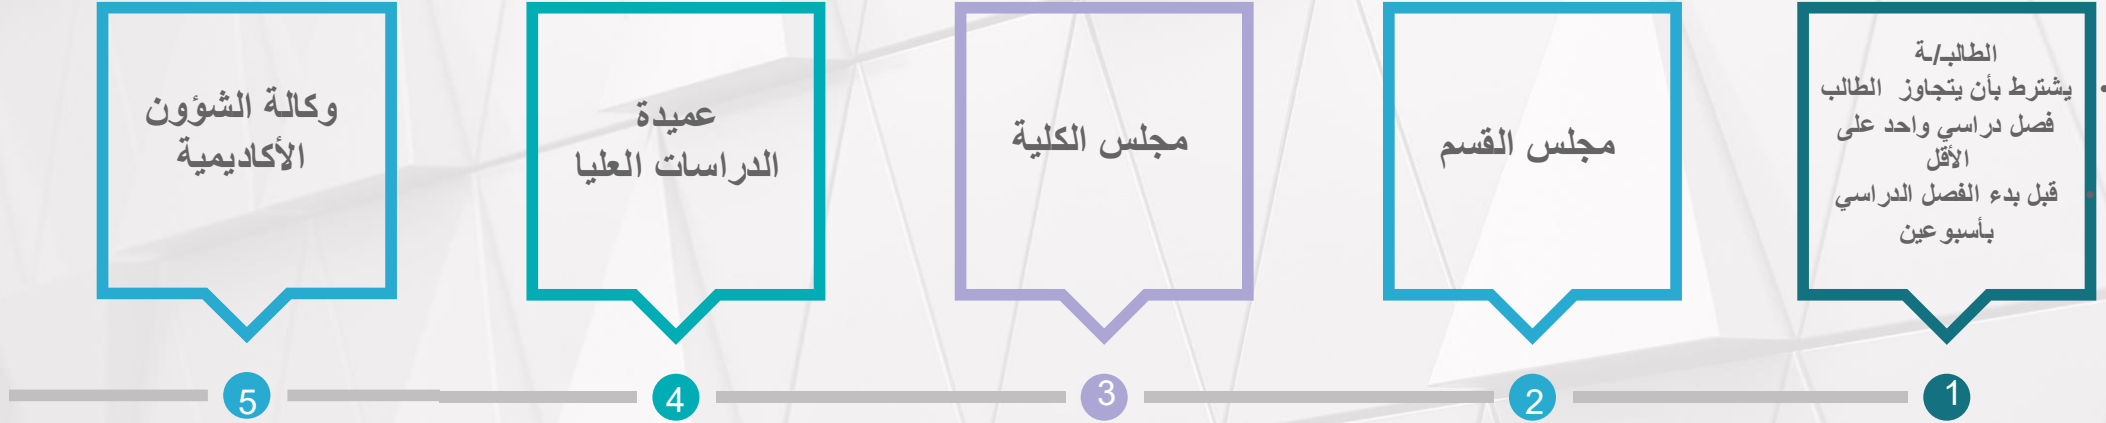 الطالبـ/ـة
• يشترط بأن يتجاوز الطالب
فصل دراسي واحد على
الأقل
• قبل بدء الفصل الدراسي
بأسبوعين
1
مجلس القسم
2
مجلس الكلية
3
عميدة
الدراسات العليا
4
وكالة الشؤون
الأكاديمية
5